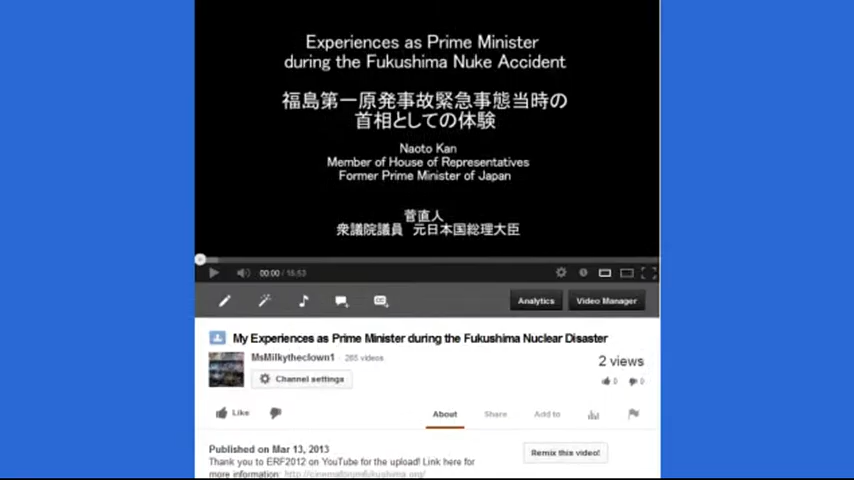 Experiences as Prime Minister
during the Fukushima Nuke Accident
福島第一原発事故緊急事態当時の
首相としての体験
Naoto Kan
Member of House of Representatives
Former Prime Minister of Japan
菅直人
衆議院議員 元日本国総理大臣
00:00 / 16:53
Analytics
Video Manager
My Experiences as Prime Minister during the Fukushima Nuclear Disaster
MsMilkytheclown1 · 265 videos
2 views
Channel settings
0 0
Like
About Share Add to
Published on Mar 13, 2013
Remix this video!
Thank you to ERF2012 on YouTube for the upload! Link here for
more information: http://cinemaforumfukushima.org/